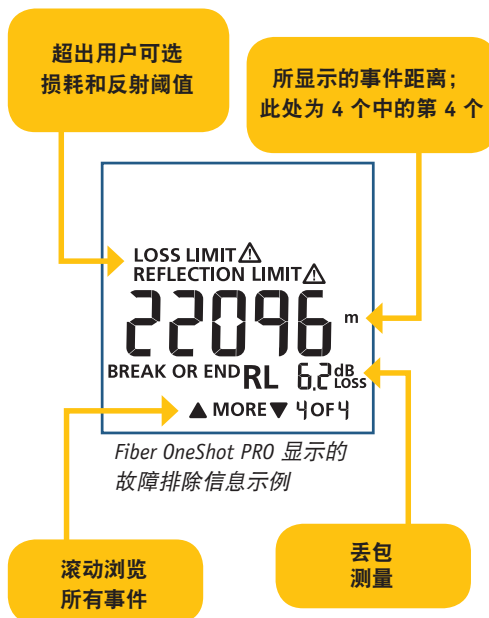 超出用户可选
损耗和反射阈值
所显示的事件距离；
此处为 4 个中的第 4 个
LOSS LIMIT⚠
REFLECTION LIMIT⚠
22096 m
BREAK OR END RL 6.2 dB LOSS
▲ MORE ▼ 4 OF 4
Fiber OneShot PRO 显示的
故障排除信息示例
滚动浏览
所有事件
丢包
测量